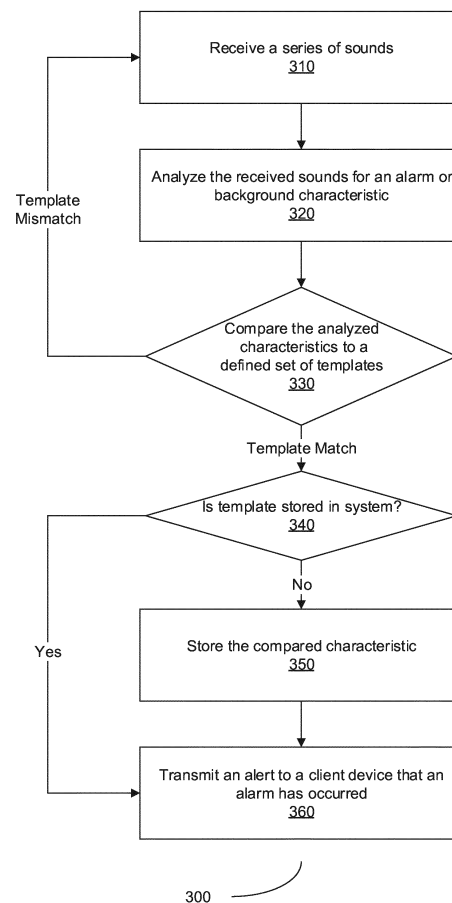 Receive a series of sounds
310
Analyze the received sounds for an alarm or
background characteristic
320
Template
Mismatch
Compare the analyzed
characteristics to a
defined set of templates
330
Template Match
Is template stored in system?
340
No
Yes
Store the compared characteristic
350
Transmit an alert to a client device that an
alarm has occurred
360
300